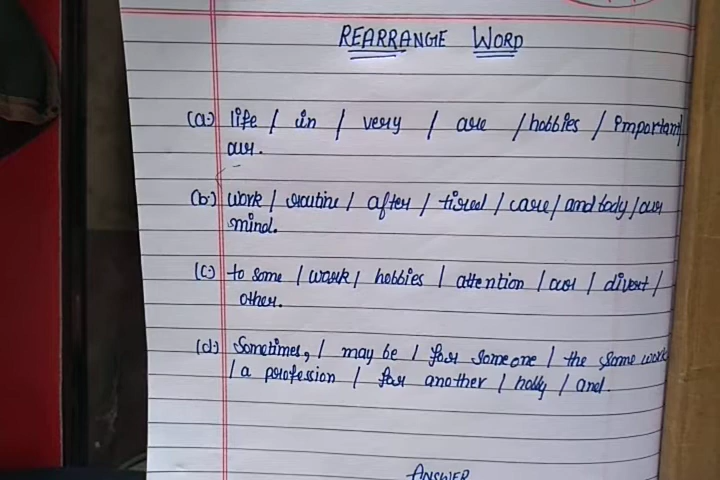 REARRANGE WORD
(a) life / in / very / are / hobbies / important
our.
(b) work / routine / after / tired / care / and body / our
mind.
(c) to some / work / hobbies / attention / our / divert /
other.
(d) Sometimes, / may be / for someone / the same work
/ a profession / for another / hobby / and.
ANSWER